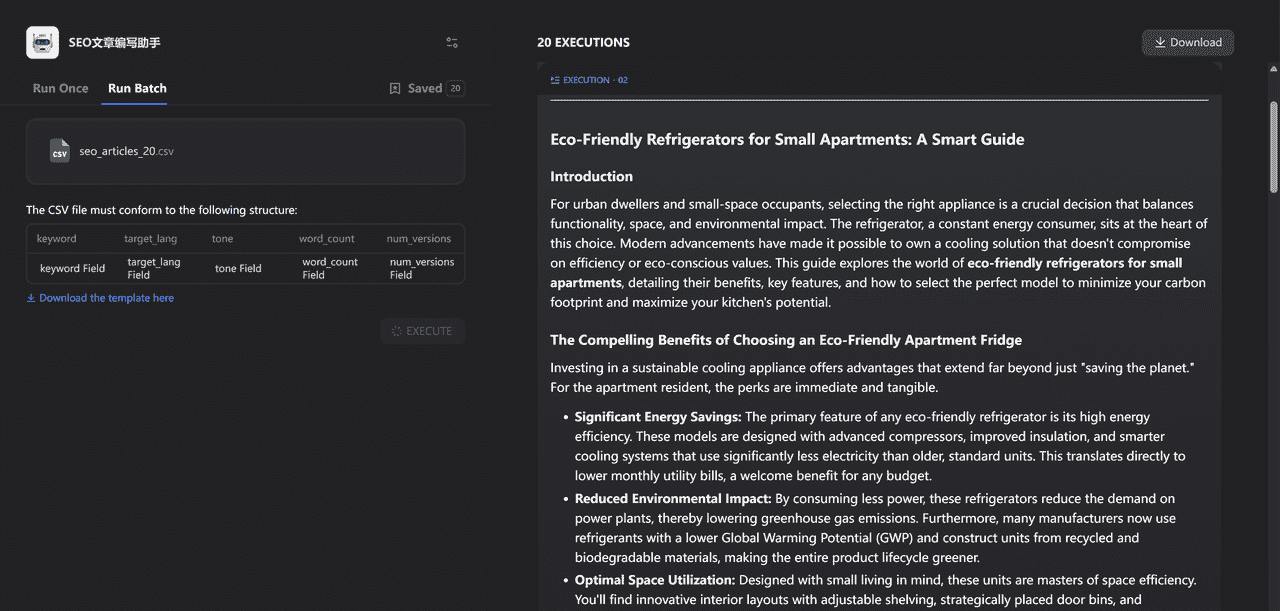 SEO文章编写助手
Run Once
Run Batch
Saved
20
CSV
seo_articles_20.csv
The CSV file must conform to the following structure:
keyword target_lang tone word_count num_versions
keyword Field target_lang Field tone Field word_count Field num_versions Field
Download the template here
EXECUTE
20 EXECUTIONS
Download
EXECUTION · 02
Eco-Friendly Refrigerators for Small Apartments: A Smart Guide
Introduction
For urban dwellers and small-space occupants, selecting the right appliance is a crucial decision that balances
functionality, space, and environmental impact. The refrigerator, a constant energy consumer, sits at the heart of
this choice. Modern advancements have made it possible to own a cooling solution that doesn't compromise
on efficiency or eco-conscious values. This guide explores the world of eco-friendly refrigerators for small
apartments, detailing their benefits, key features, and how to select the perfect model to minimize your carbon
footprint and maximize your kitchen's potential.
The Compelling Benefits of Choosing an Eco-Friendly Apartment Fridge
Investing in a sustainable cooling appliance offers advantages that extend far beyond just "saving the planet."
For the apartment resident, the perks are immediate and tangible.
• Significant Energy Savings: The primary feature of any eco-friendly refrigerator is its high energy
efficiency. These models are designed with advanced compressors, improved insulation, and smarter
cooling systems that use significantly less electricity than older, standard units. This translates directly to
lower monthly utility bills, a welcome benefit for any budget.
• Reduced Environmental Impact: By consuming less power, these refrigerators reduce the demand on
power plants, thereby lowering greenhouse gas emissions. Furthermore, many manufacturers now use
refrigerants with a lower Global Warming Potential (GWP) and construct units from recycled and
biodegradable materials, making the entire product lifecycle greener.
• Optimal Space Utilization: Designed with small living in mind, these units are masters of space efficiency.
You'll find innovative interior layouts with adjustable shelving, strategically placed door bins, and